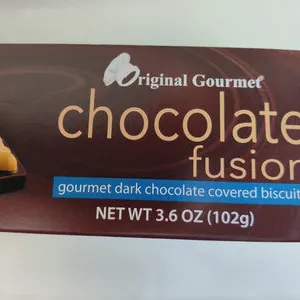 Original Gourmet
chocolate
fusion
gourmet dark chocolate covered biscuit
NET WT 3.6 OZ (102g)